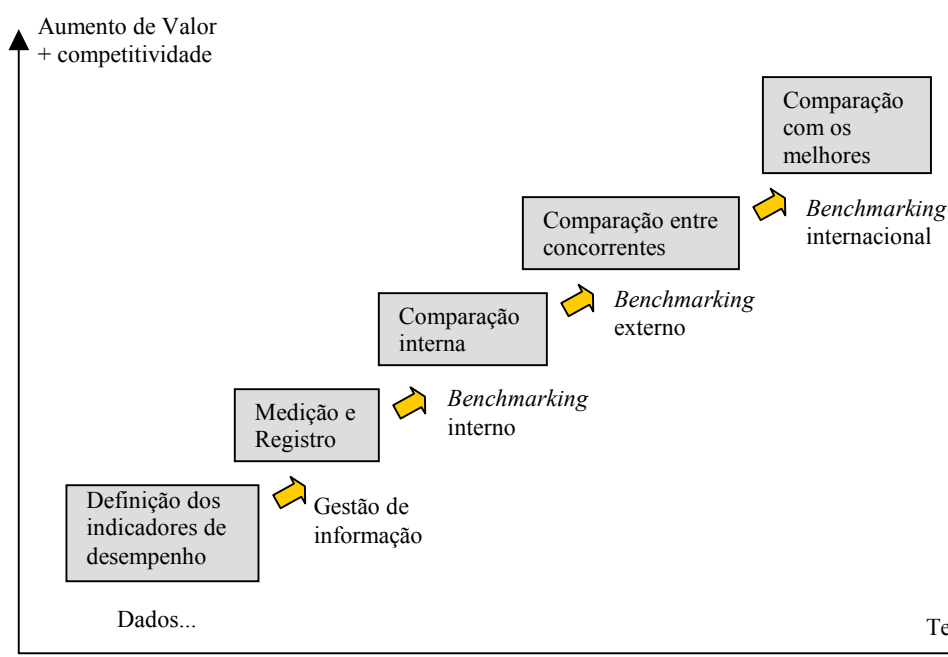 Aumento de Valor
+ competitividade
Comparação
com os
melhores
Benchmarking
internacional
Comparação entre
concorrentes
Benchmarking
externo
Comparação
interna
Benchmarking
interno
Medição e
Registro
Gestão de
informação
Definição dos
indicadores de
desempenho
Dados...
Te